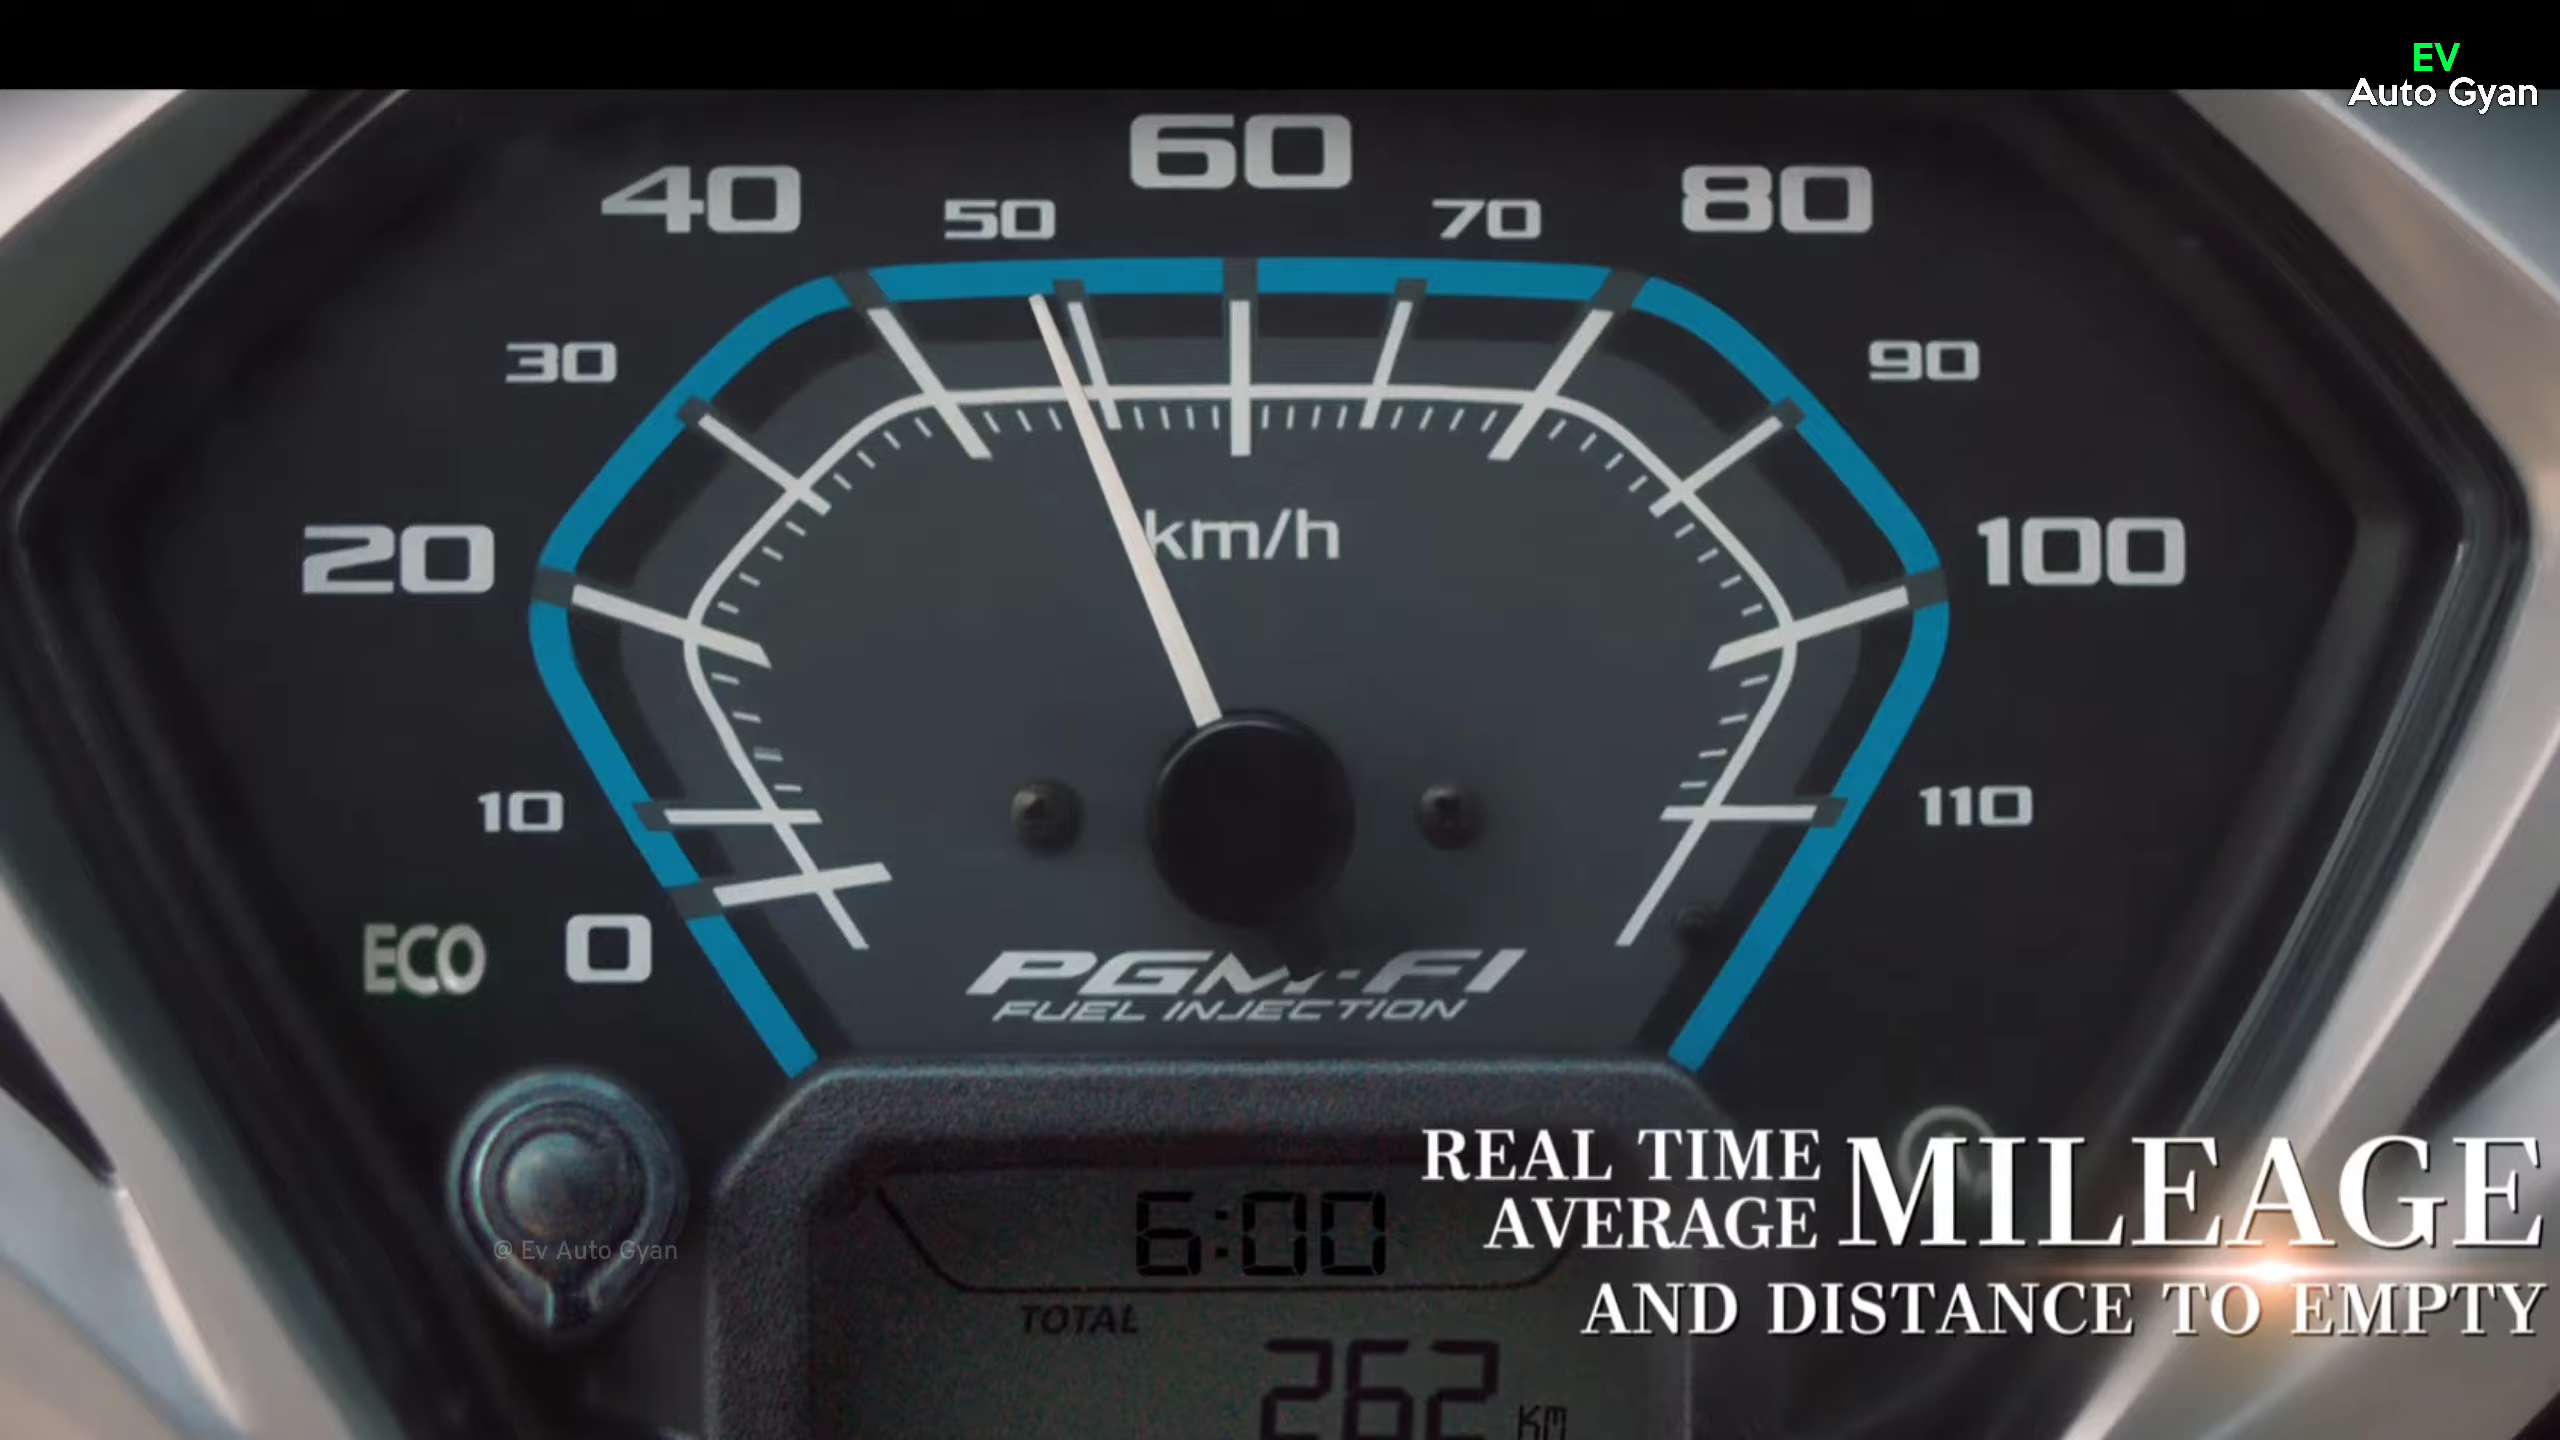 EV
Auto Gyan
60
40
80
50
70
30
90
km/h
20
100
10
110
ECO
0
PGM-FI
FUEL INJECTION
REAL TIME
AVERAGE
MILEAGE
AND DISTANCE TO EMPTY
6:00
@ Ev Auto Gyan
TOTAL
262 KM